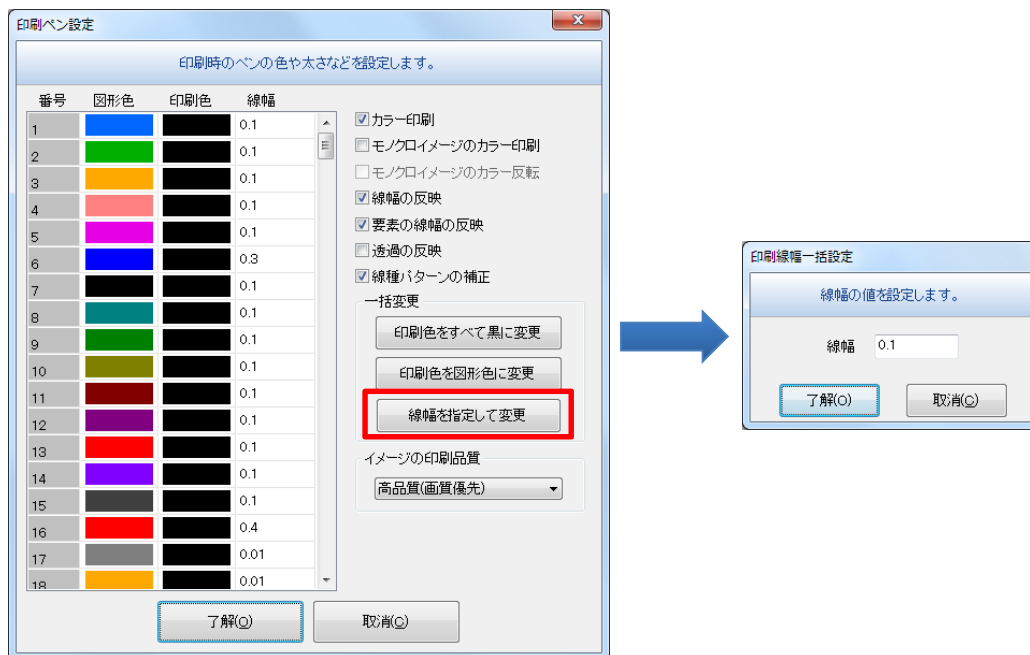 印刷ペン設定
印刷時のペンの色や太さなどを設定します。
番号 図形色 印刷色 線幅
1 0.1
2 0.1
3 0.1
4 0.1
5 0.1
6 0.3
7 0.1
8 0.1
9 0.1
10 0.1
11 0.1
12 0.1
13 0.1
14 0.1
15 0.1
16 0.4
17 0.01
18 0.01
カラー印刷
モノクロイメージのカラー印刷
モノクロイメージのカラー反転
線幅の反映
要素の線幅の反映
透過の反映
線種パターンの補正
一括変更
印刷色をすべて黒に変更
印刷色を図形色に変更
線幅を指定して変更
イメージの印刷品質
高品質(画質優先)
了解(O) 取消(C)
印刷線幅一括設定
線幅の値を設定します。
線幅 0.1
了解(O) 取消(C)